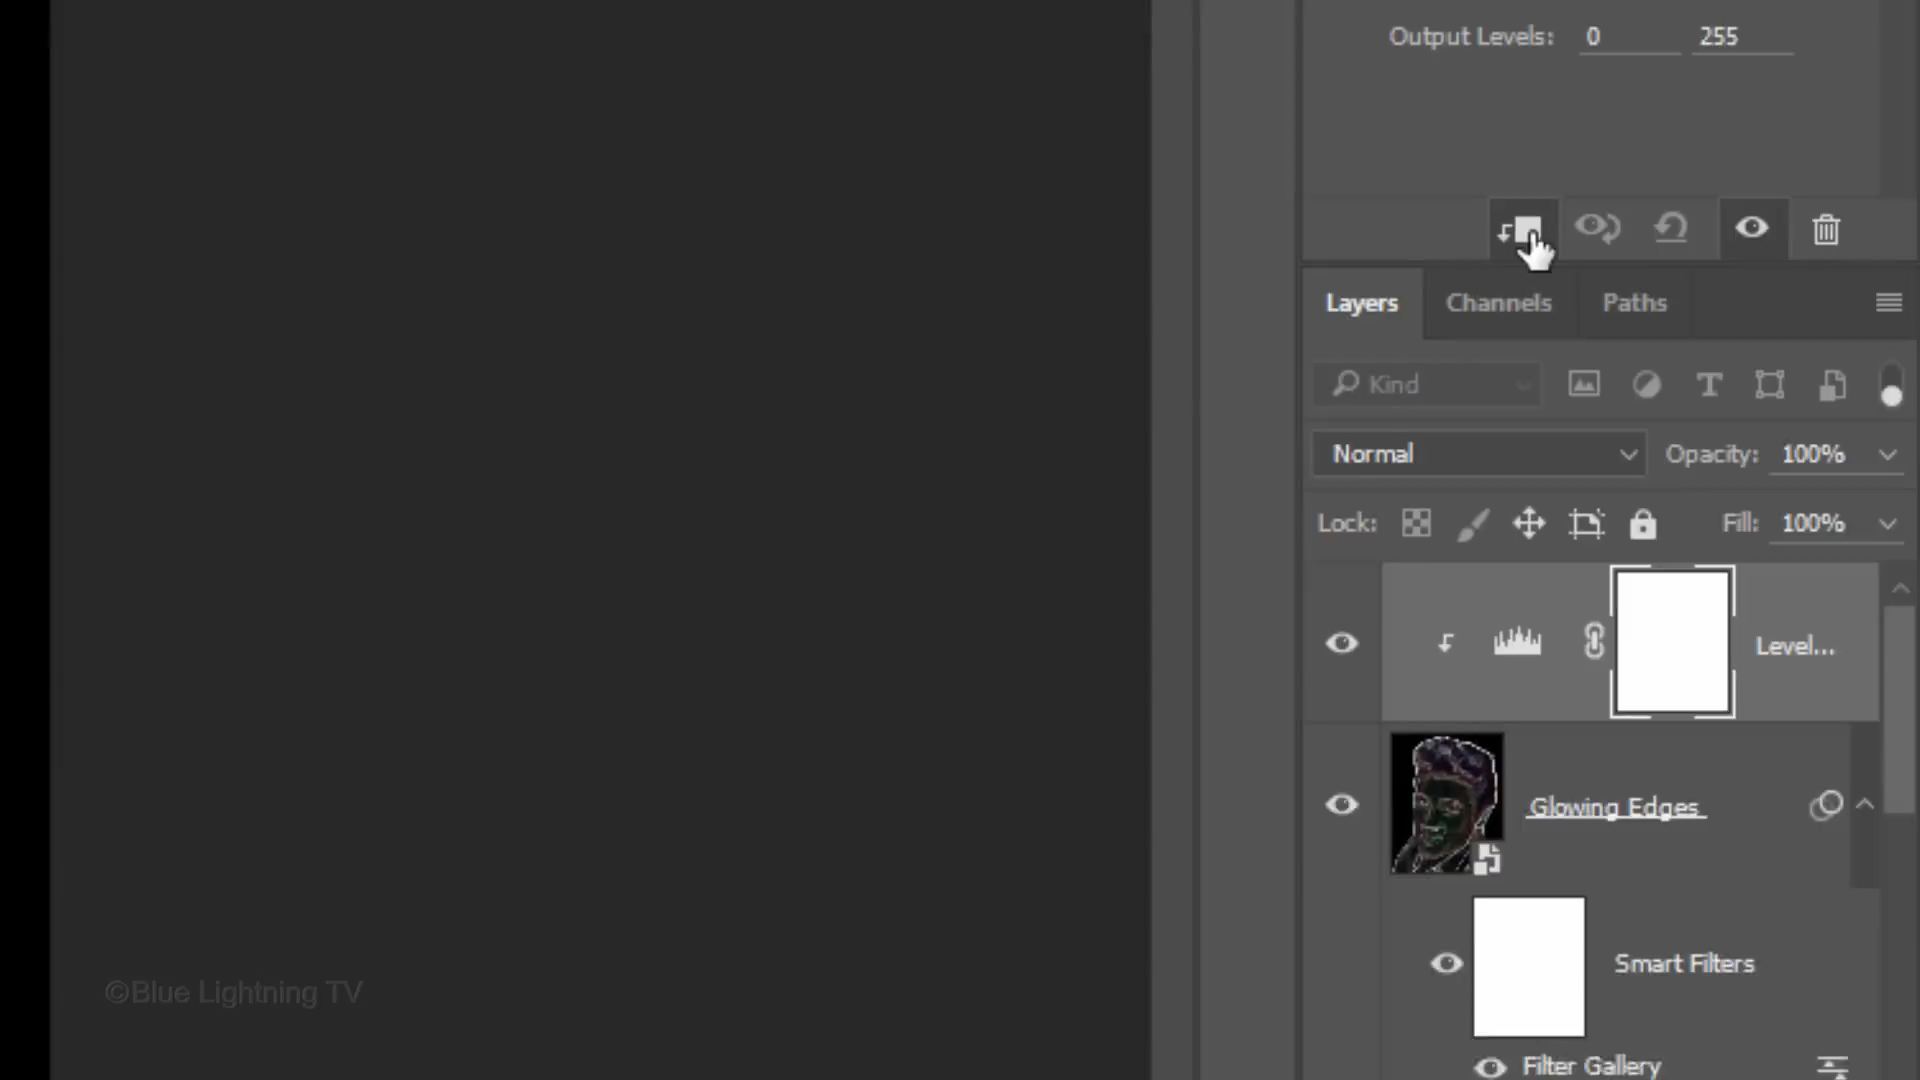 Output Levels: 0 255
Layers Channels Paths
Kind
Normal Opacity: 100%
Lock: Fill: 100%
Level...
Glowing Edges
Smart Filters
Filter Gallery
©Blue Lightning TV